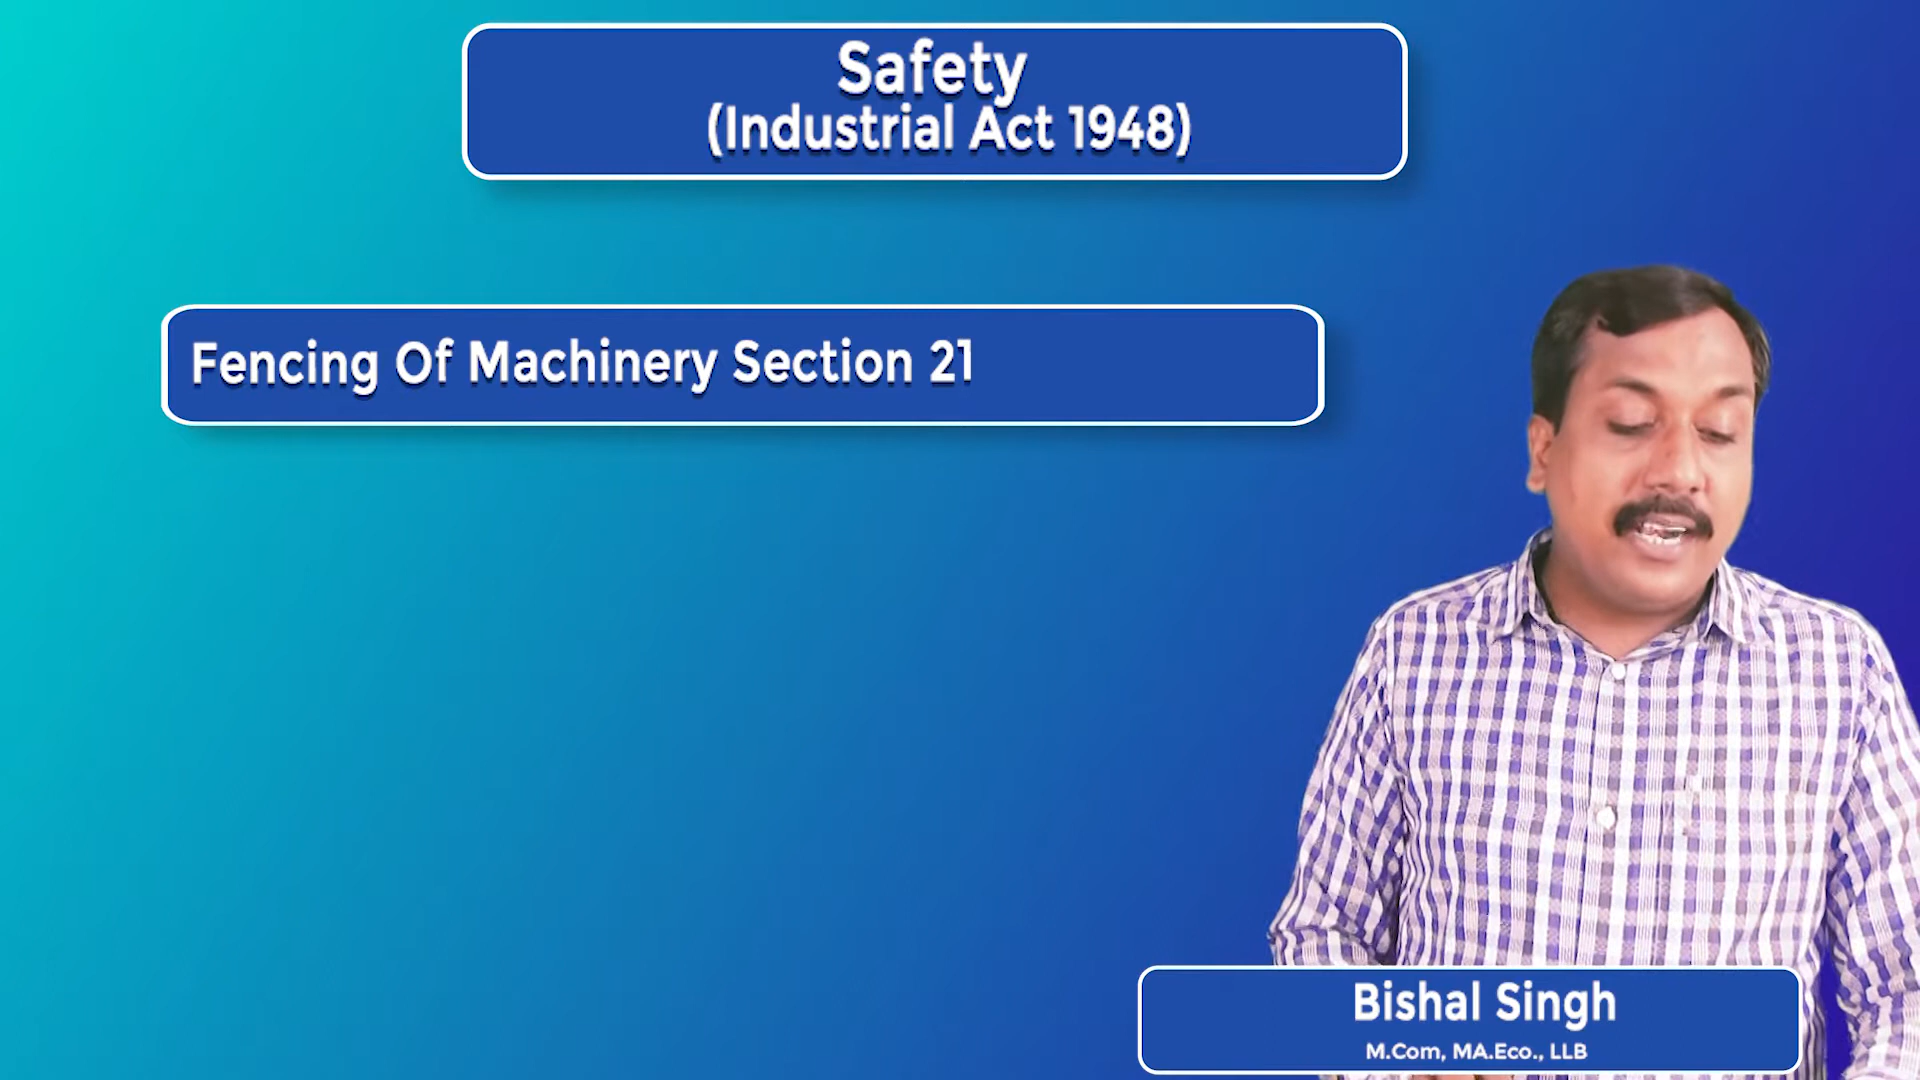 Safety
(Industrial Act 1948)
Fencing Of Machinery Section 21
Bishal Singh
M.Com, MA.Eco., LLB